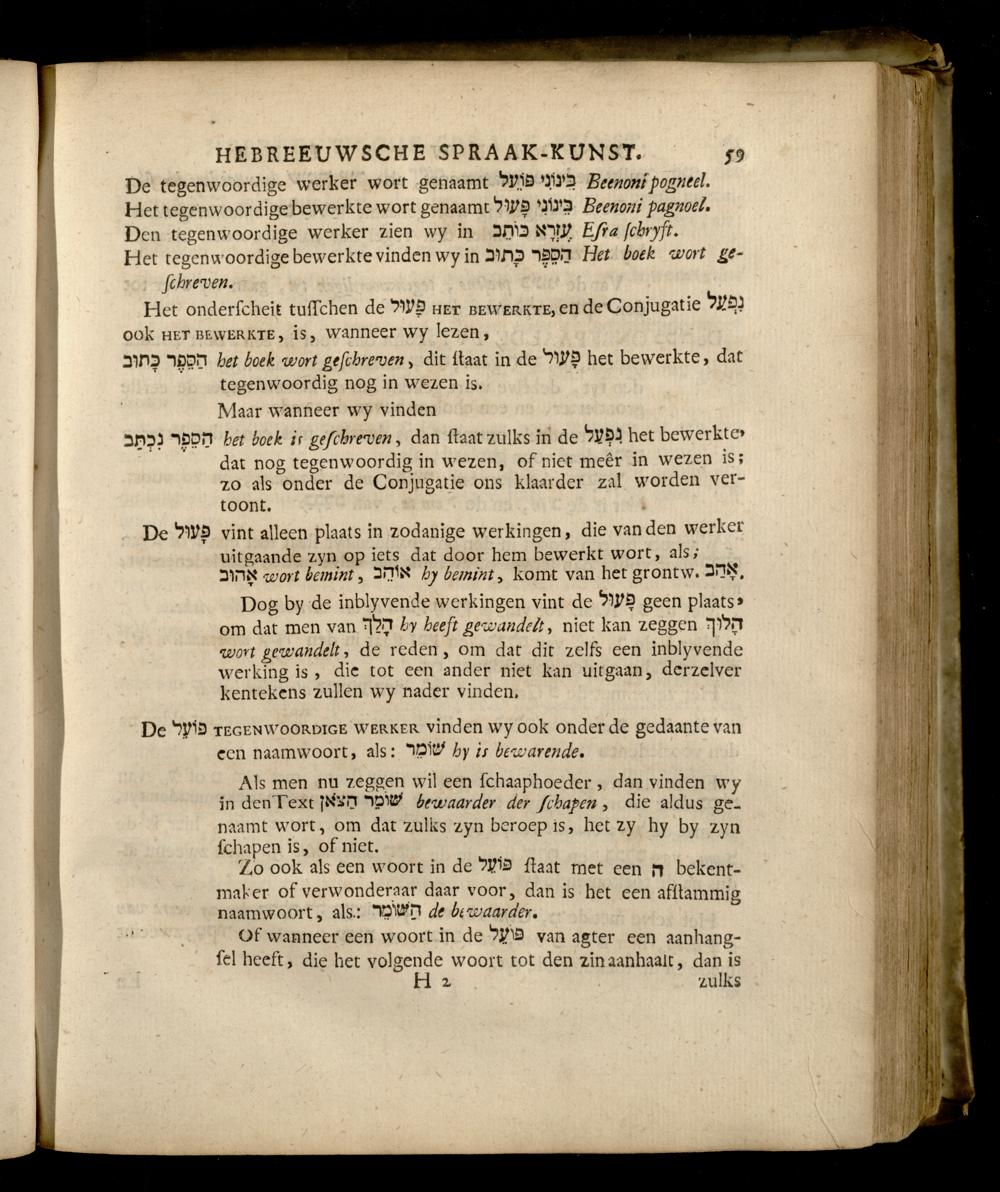 HEBREEUWSCHE SPRAAK-KUNST. 59
De tegenwoordige werker wort genaamt בֵּינוֹנִי פּוֹעֵל Beenoni pogneel.
Het tegenwoordige bewerkte wort genaamt בֵּינוֹנִי פָּעוּל Beenoni pagnoel.
Den tegenwoordige werker zien wy in עֶזְרָא כּוֹתֵב Eſra ſchryft.
Het tegenwoordige bewerkte vinden wy in הַסֵפֶר כָּתוּב Het boek wort ge-
ſchreven.
Het onderſcheit tuſſchen de פָּעוּל HET BEWERKTE, en de Conjugatie נִפְעַל
OOK HET BEWERKTE, is, wanneer wy lezen,
הַסֵפֶר כָּתוּב het boek wort geſchreven, dit ſtaat in de פָּעוּל het bewerkte, dat
tegenwoordig nog in wezen is.
Maar wanneer wy vinden
הַסֵפֶר נִכְתַּב het boek is geſchreven, dan ſtaat zulks in de נִפְעַל het bewerkte,
dat nog tegenwoordig in wezen, of niet meêr in wezen is;
zo als onder de Conjugatie ons klaarder zal worden ver-
toont.
De פָּעוּל vint alleen plaats in zodanige werkingen, die van den werker
uitgaande zyn op iets dat door hem bewerkt wort, als;
אָהוּב wort bemint, אוֹהֵב hy bemint, komt van het grontw. אָהַב.
Dog by de inblyvende werkingen vint de פָּעוּל geen plaats,
om dat men van הָלַךְ hy heeft gewandelt, niet kan zeggen הָלוּךְ
wort gewandelt, de reden, om dat dit zelfs een inblyvende
werking is, die tot een ander niet kan uitgaan, derzelver
kentekens zullen wy nader vinden.
De פּוֹעֵל TEGENWOORDIGE WERKER vinden wy ook onder de gedaante van
een naamwoort, als: שׁוֹמֵר hy is bewarende.
Als men nu zeggen wil een ſchaaphoeder, dan vinden wy
in den Text שׁוֹמֵר הַצֹאן bewaarder der ſchapen, die aldus ge-
naamt wort, om dat zulks zyn beroep is, het zy hy by zyn
ſchapen is, of niet.
Zo ook als een woort in de פּוֹעֵל ſtaat met een ה bekent-
maker of verwonderaar daar voor, dan is het een afſtammig
naamwoort, als.: הַשׁוֹמֵר de bewaarder.
Of wanneer een woort in de פּוֹעֵל van agter een aanhang-
ſel heeft, die het volgende woort tot den zin aanhaalt, dan is
H 2 zulks